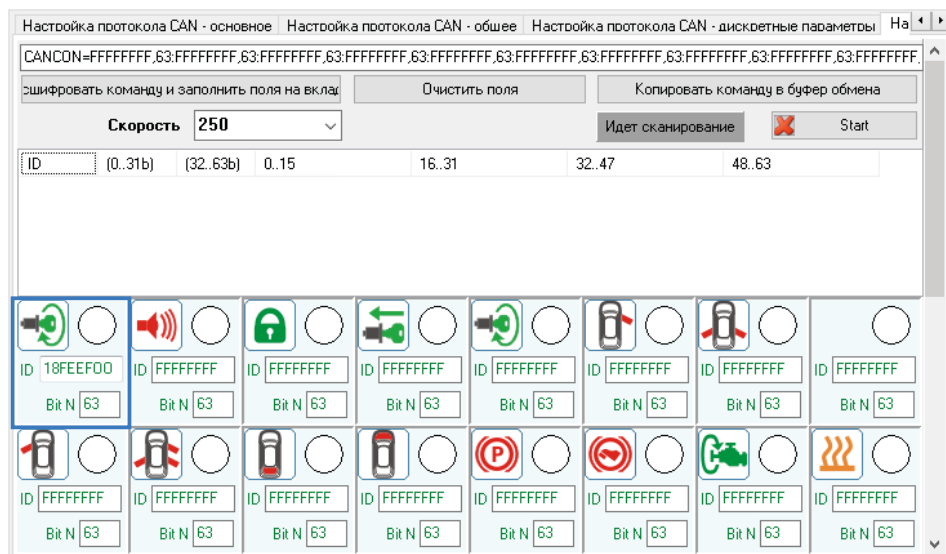 Настройка протокола CAN - основное Настройка протокола CAN - общее Настройка протокола CAN - дискретные параметры На
CANCON=FFFFFFFF,63:FFFFFFFF,63:FFFFFFFF,63:FFFFFFFF,63:FFFFFFFF,63:FFFFFFFF,63:FFFFFFFF,63:FFFFFFFF,63:FFFFFFFF,
сшифровать команду и заполнить поля на вклад Очистить поля Копировать команду в буфер обмена
Скорость 250 Идет сканирование Start
ID (0..31b) (32..63b) 0..15 16..31 32..47 48..63
ID 18FEEF00 ID FFFFFFFF ID FFFFFFFF ID FFFFFFFF ID FFFFFFFF ID FFFFFFFF ID FFFFFFFF ID FFFFFFFF
Bit N 63 Bit N 63 Bit N 63 Bit N 63 Bit N 63 Bit N 63 Bit N 63 Bit N 63
P
ID FFFFFFFF ID FFFFFFFF ID FFFFFFFF ID FFFFFFFF ID FFFFFFFF ID FFFFFFFF ID FFFFFFFF ID FFFFFFFF
Bit N 63 Bit N 63 Bit N 63 Bit N 63 Bit N 63 Bit N 63 Bit N 63 Bit N 63